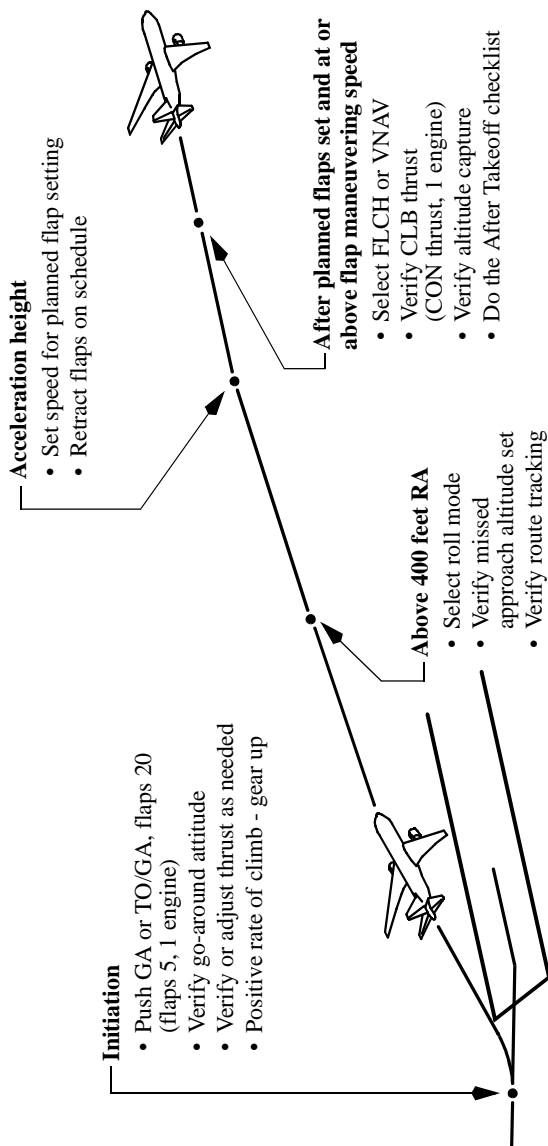 Initiation
• Push GA or TO/GA, flaps 20
(flaps 5, 1 engine)
• Verify go-around attitude
• Verify or adjust thrust as needed
• Positive rate of climb - gear up
Above 400 feet RA
• Select roll mode
• Verify missed
approach altitude set
• Verify route tracking
Acceleration height
• Set speed for planned flap setting
• Retract flaps on schedule
After planned flaps set and at or
above flap maneuvering speed
• Select FLCH or VNAV
• Verify CLB thrust
(CON thrust, 1 engine)
• Verify altitude capture
• Do the After Takeoff checklist